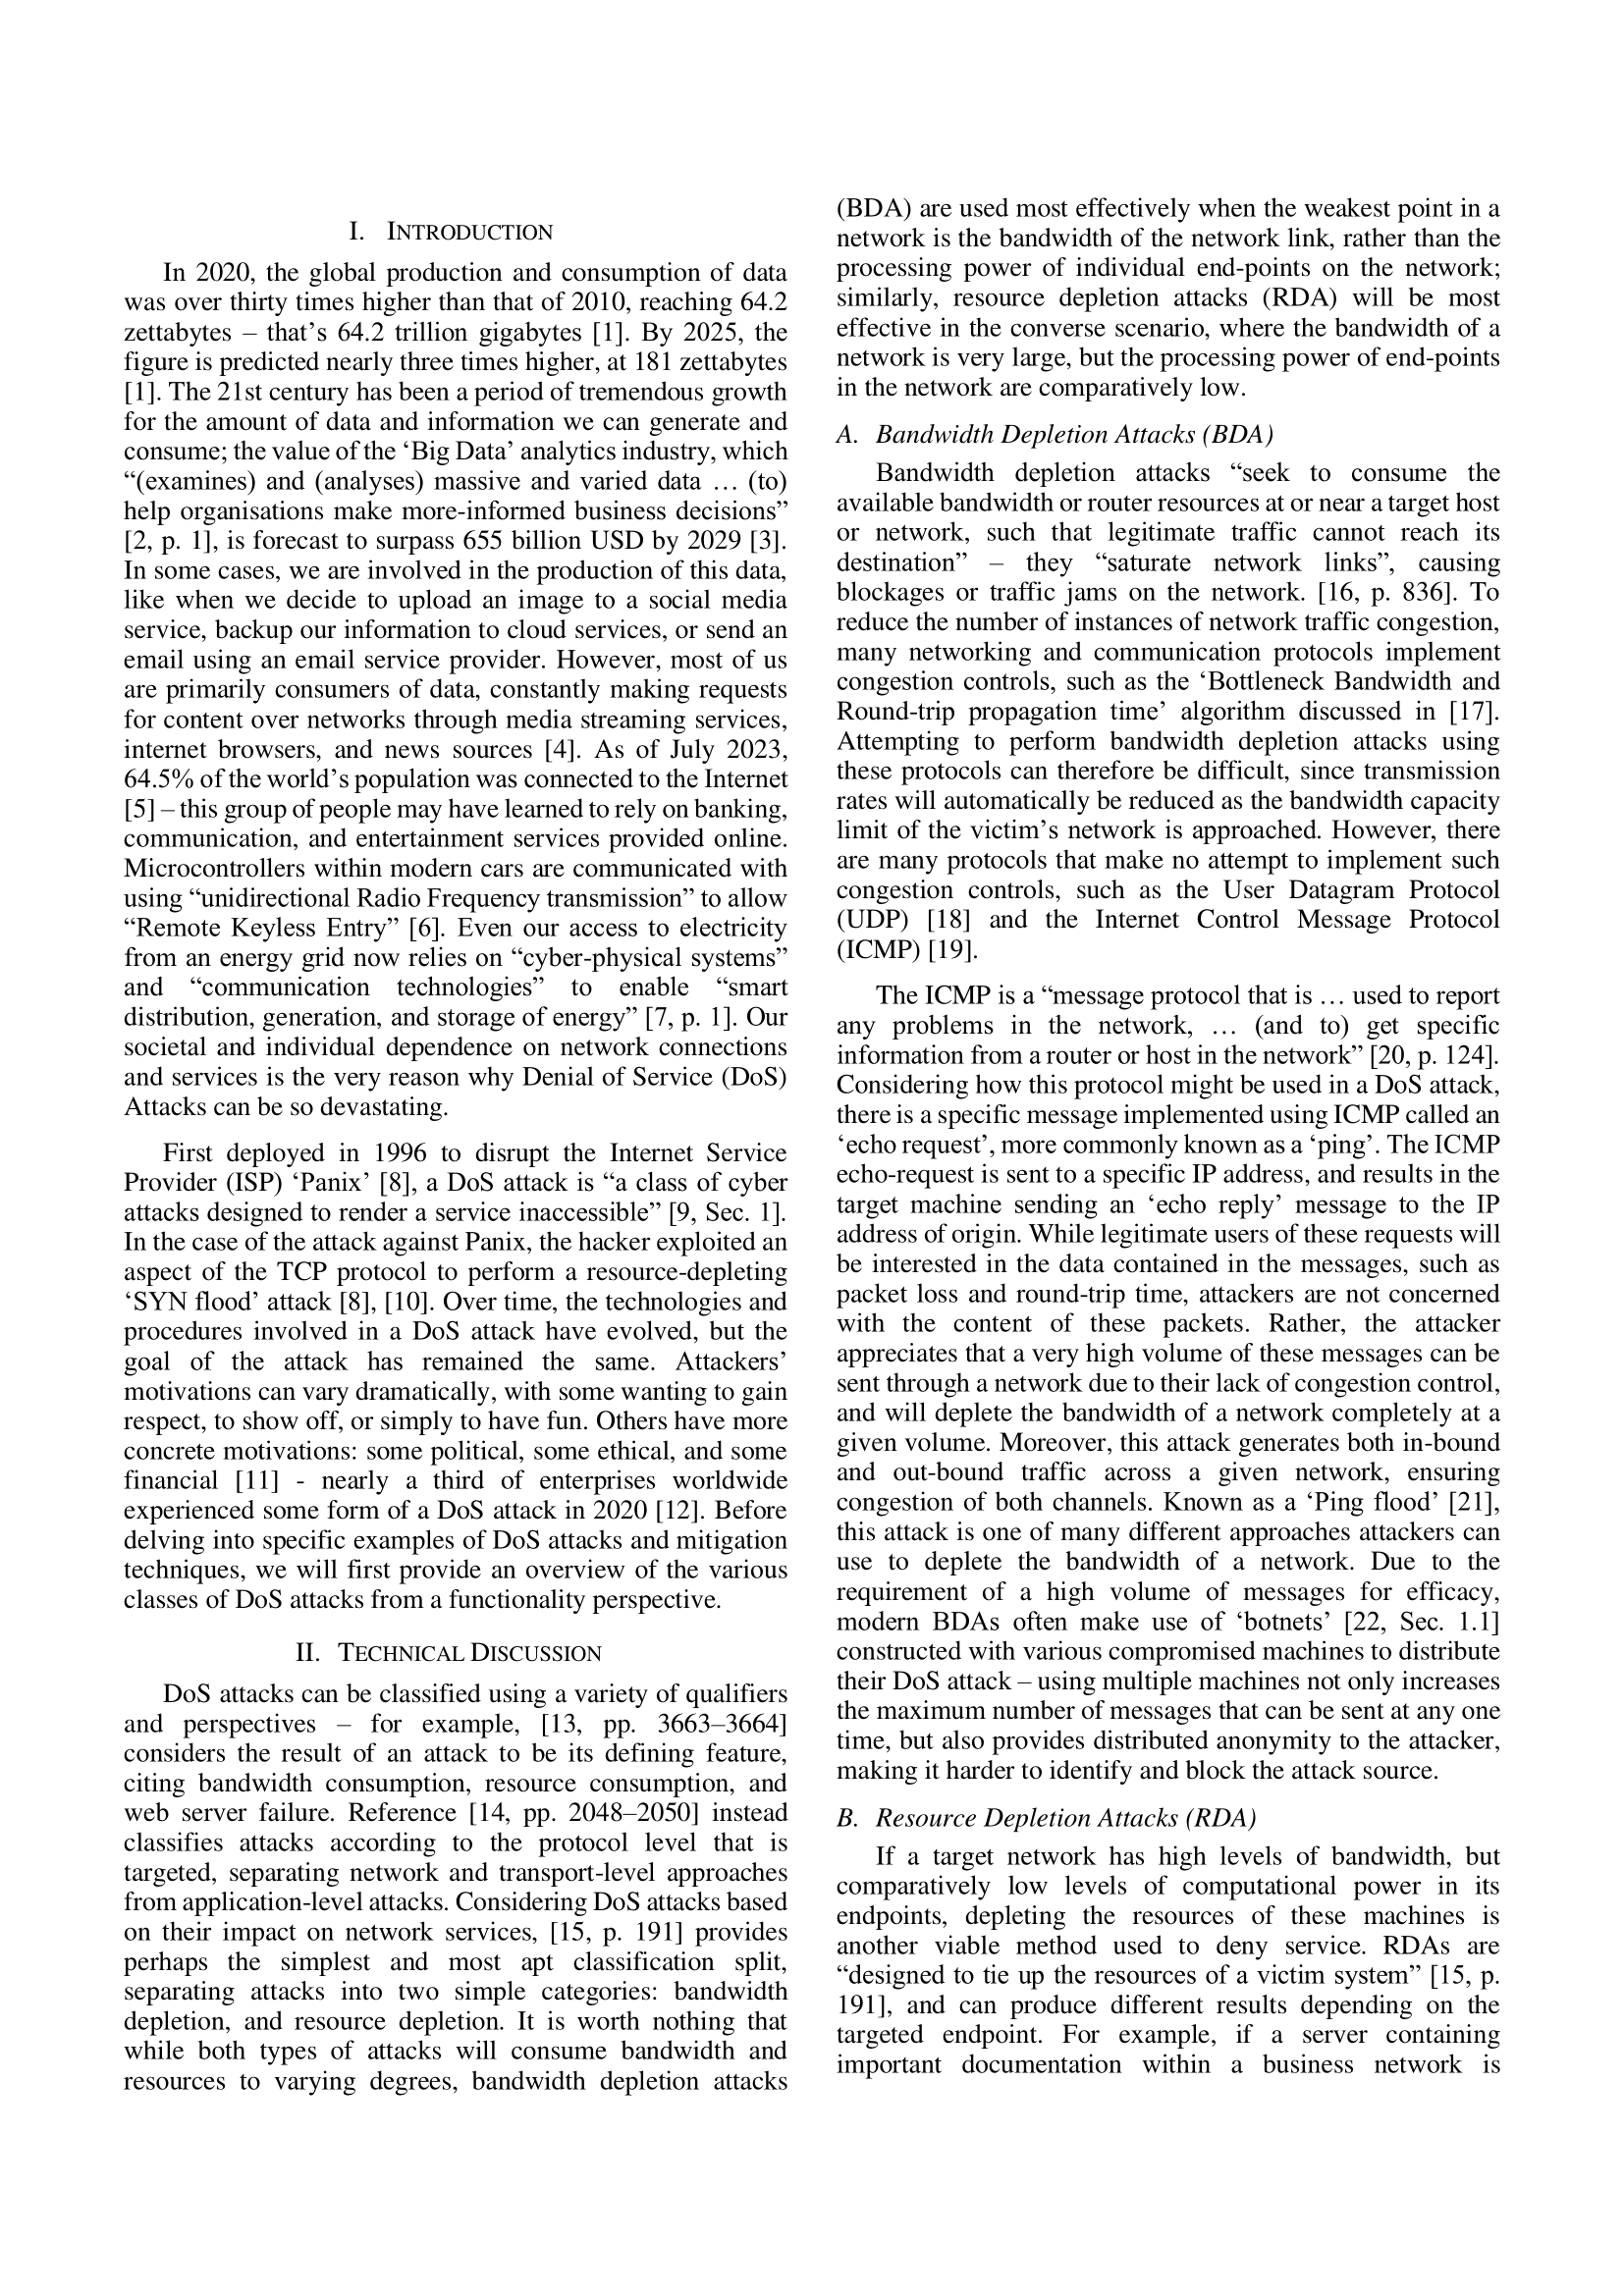 I. INTRODUCTION
In 2020, the global production and consumption of data
was over thirty times higher than that of 2010, reaching 64.2
zettabytes – that’s 64.2 trillion gigabytes [1]. By 2025, the
figure is predicted nearly three times higher, at 181 zettabytes
[1]. The 21st century has been a period of tremendous growth
for the amount of data and information we can generate and
consume; the value of the ‘Big Data’ analytics industry, which
“(examines) and (analyses) massive and varied data … (to)
help organisations make more-informed business decisions”
[2, p. 1], is forecast to surpass 655 billion USD by 2029 [3].
In some cases, we are involved in the production of this data,
like when we decide to upload an image to a social media
service, backup our information to cloud services, or send an
email using an email service provider. However, most of us
are primarily consumers of data, constantly making requests
for content over networks through media streaming services,
internet browsers, and news sources [4]. As of July 2023,
64.5% of the world’s population was connected to the Internet
[5] – this group of people may have learned to rely on banking,
communication, and entertainment services provided online.
Microcontrollers within modern cars are communicated with
using “unidirectional Radio Frequency transmission” to allow
“Remote Keyless Entry” [6]. Even our access to electricity
from an energy grid now relies on “cyber-physical systems”
and “communication technologies” to enable “smart
distribution, generation, and storage of energy” [7, p. 1]. Our
societal and individual dependence on network connections
and services is the very reason why Denial of Service (DoS)
Attacks can be so devastating.
First deployed in 1996 to disrupt the Internet Service
Provider (ISP) ‘Panix’ [8], a DoS attack is “a class of cyber
attacks designed to render a service inaccessible” [9, Sec. 1].
In the case of the attack against Panix, the hacker exploited an
aspect of the TCP protocol to perform a resource-depleting
‘SYN flood’ attack [8], [10]. Over time, the technologies and
procedures involved in a DoS attack have evolved, but the
goal of the attack has remained the same. Attackers’
motivations can vary dramatically, with some wanting to gain
respect, to show off, or simply to have fun. Others have more
concrete motivations: some political, some ethical, and some
financial [11] - nearly a third of enterprises worldwide
experienced some form of a DoS attack in 2020 [12]. Before
delving into specific examples of DoS attacks and mitigation
techniques, we will first provide an overview of the various
classes of DoS attacks from a functionality perspective.
II. TECHNICAL DISCUSSION
DoS attacks can be classified using a variety of qualifiers
and perspectives – for example, [13, pp. 3663–3664]
considers the result of an attack to be its defining feature,
citing bandwidth consumption, resource consumption, and
web server failure. Reference [14, pp. 2048–2050] instead
classifies attacks according to the protocol level that is
targeted, separating network and transport-level approaches
from application-level attacks. Considering DoS attacks based
on their impact on network services, [15, p. 191] provides
perhaps the simplest and most apt classification split,
separating attacks into two simple categories: bandwidth
depletion, and resource depletion. It is worth nothing that
while both types of attacks will consume bandwidth and
resources to varying degrees, bandwidth depletion attacks
(BDA) are used most effectively when the weakest point in a
network is the bandwidth of the network link, rather than the
processing power of individual end-points on the network;
similarly, resource depletion attacks (RDA) will be most
effective in the converse scenario, where the bandwidth of a
network is very large, but the processing power of end-points
in the network are comparatively low.
A. Bandwidth Depletion Attacks (BDA)
Bandwidth depletion attacks “seek to consume the
available bandwidth or router resources at or near a target host
or network, such that legitimate traffic cannot reach its
destination” – they “saturate network links”, causing
blockages or traffic jams on the network. [16, p. 836]. To
reduce the number of instances of network traffic congestion,
many networking and communication protocols implement
congestion controls, such as the ‘Bottleneck Bandwidth and
Round-trip propagation time’ algorithm discussed in [17].
Attempting to perform bandwidth depletion attacks using
these protocols can therefore be difficult, since transmission
rates will automatically be reduced as the bandwidth capacity
limit of the victim’s network is approached. However, there
are many protocols that make no attempt to implement such
congestion controls, such as the User Datagram Protocol
(UDP) [18] and the Internet Control Message Protocol
(ICMP) [19].
The ICMP is a “message protocol that is … used to report
any problems in the network, … (and to) get specific
information from a router or host in the network” [20, p. 124].
Considering how this protocol might be used in a DoS attack,
there is a specific message implemented using ICMP called an
‘echo request’, more commonly known as a ‘ping’. The ICMP
echo-request is sent to a specific IP address, and results in the
target machine sending an ‘echo reply’ message to the IP
address of origin. While legitimate users of these requests will
be interested in the data contained in the messages, such as
packet loss and round-trip time, attackers are not concerned
with the content of these packets. Rather, the attacker
appreciates that a very high volume of these messages can be
sent through a network due to their lack of congestion control,
and will deplete the bandwidth of a network completely at a
given volume. Moreover, this attack generates both in-bound
and out-bound traffic across a given network, ensuring
congestion of both channels. Known as a ‘Ping flood’ [21],
this attack is one of many different approaches attackers can
use to deplete the bandwidth of a network. Due to the
requirement of a high volume of messages for efficacy,
modern BDAs often make use of ‘botnets’ [22, Sec. 1.1]
constructed with various compromised machines to distribute
their DoS attack – using multiple machines not only increases
the maximum number of messages that can be sent at any one
time, but also provides distributed anonymity to the attacker,
making it harder to identify and block the attack source.
B. Resource Depletion Attacks (RDA)
If a target network has high levels of bandwidth, but
comparatively low levels of computational power in its
endpoints, depleting the resources of these machines is
another viable method used to deny service. RDAs are
“designed to tie up the resources of a victim system” [15, p.
191], and can produce different results depending on the
targeted endpoint. For example, if a server containing
important documentation within a business network is